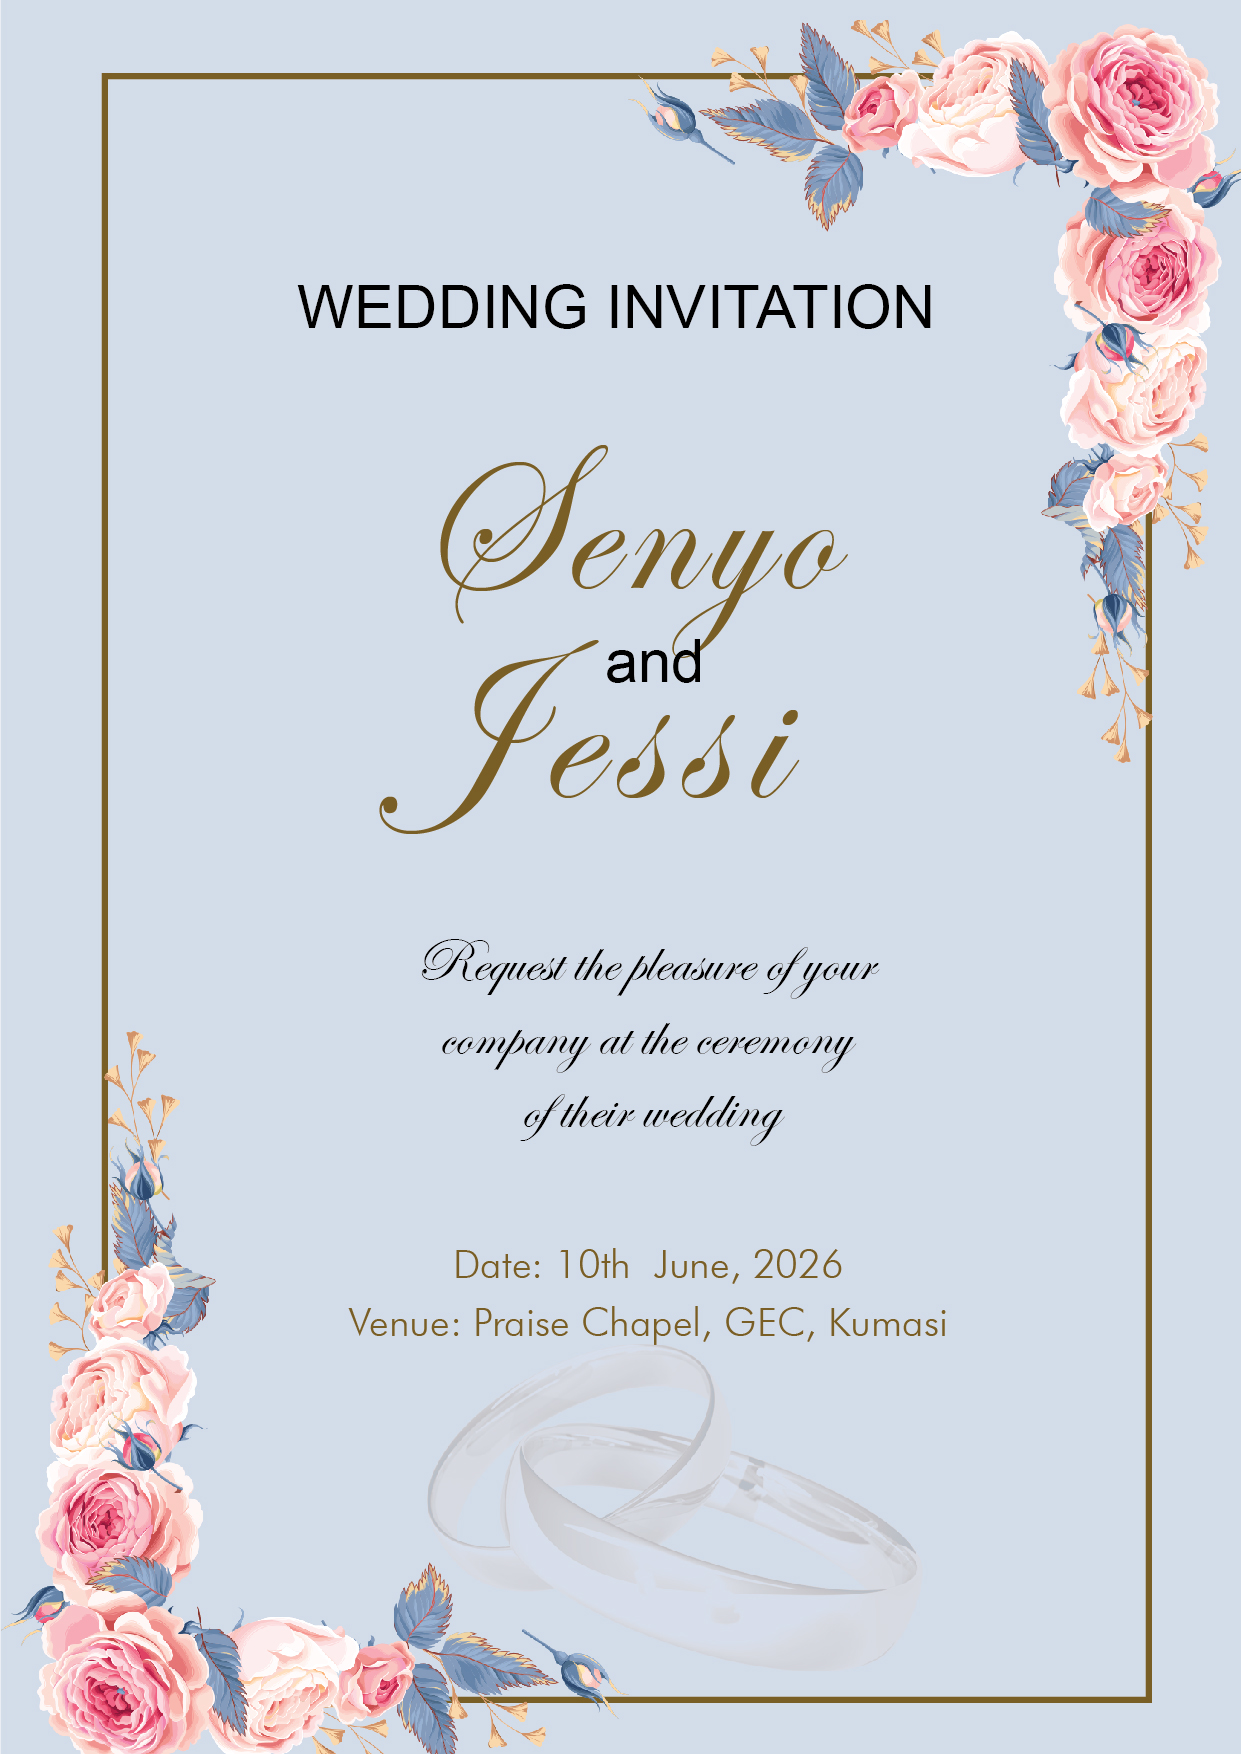 WEDDING INVITATION
Senyo
and
Jessi
Request the pleasure of your
company at the ceremony
of their wedding
Date: 10th  June, 2026
Venue: Praise Chapel, GEC, Kumasi